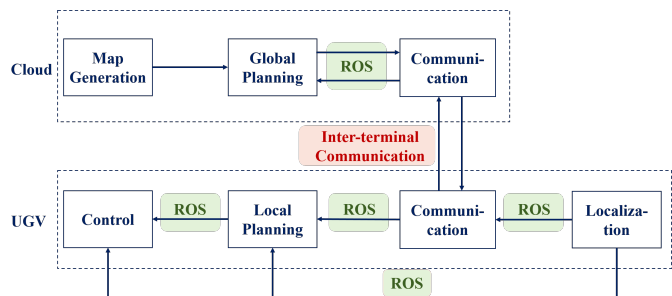 Cloud
Map
Generation
Global
Planning
ROS
Communi-
cation
Inter-terminal
Communication
UGV
Control
ROS
Local
Planning
ROS
Communi-
cation
ROS
Localiza-
tion
ROS